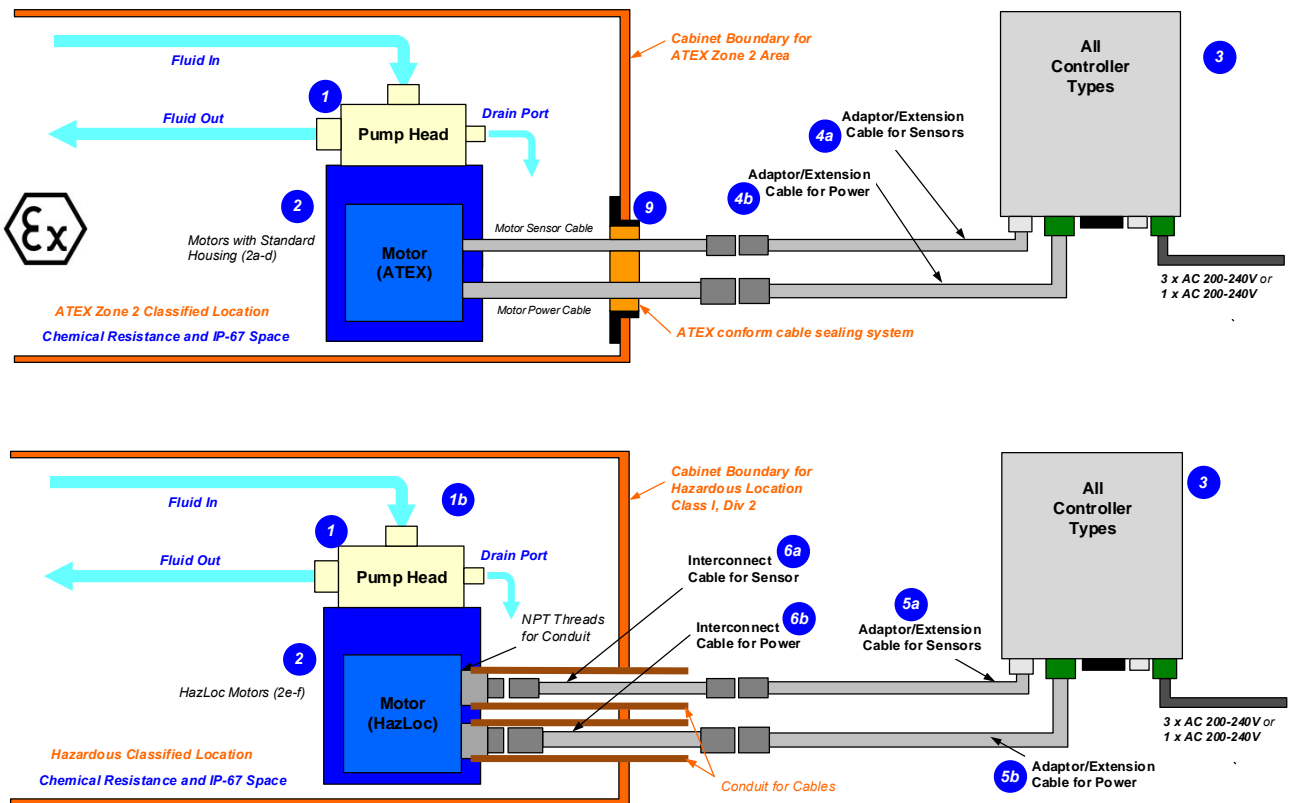 Cabinet Boundary for
ATEX Zone 2 Area
All
Controller
Types
3
Fluid In
1
Fluid Out
Drain Port
Pump Head
4a
Adaptor/Extension
Cable for Sensors
Adaptor/Extension
Cable for Power
4b
9
2
Motors with Standard
Housing (2a-d)
Motor Sensor Cable
Motor
(ATEX)
Motor Power Cable
3 x AC 200-240V or
1 x AC 200-240V
εx
ATEX Zone 2 Classified Location
Chemical Resistance and IP-67 Space
ATEX conform cable sealing system
Cabinet Boundary for
Hazardous Location
Class I, Div 2
All
Controller
Types
3
Fluid In
1b
1
Fluid Out
Drain Port
Pump Head
Interconnect
Cable for Sensor
6a
Interconnect
Cable for Power
6b
5a
Adaptor/Extension
Cable for Sensors
NPT Threads
for Conduit
2
HazLoc Motors (2e-f)
Motor
(HazLoc)
3 x AC 200-240V or
1 x AC 200-240V
Hazardous Classified Location
Chemical Resistance and IP-67 Space
Conduit for Cables
5b
Adaptor/Extension
Cable for Power